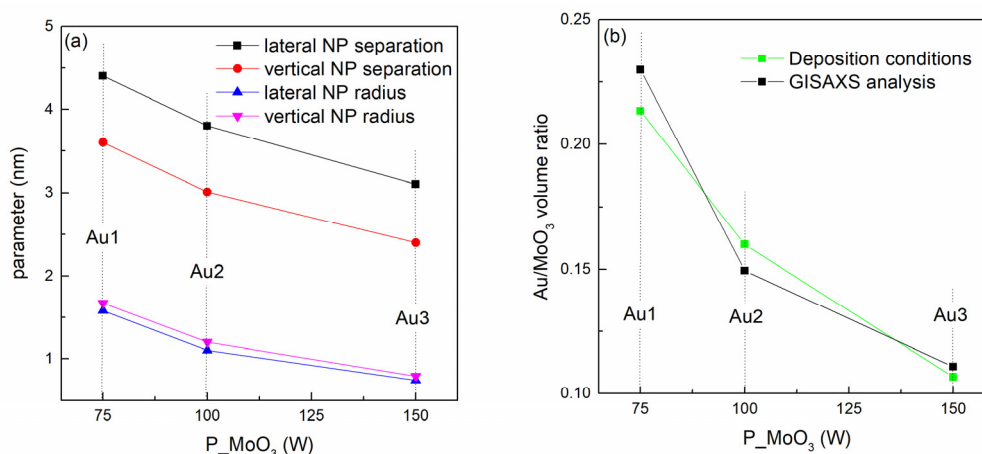 (a)
lateral NP separation
vertical NP separation
lateral NP radius
vertical NP radius
5
4
3
2
1
parameter (nm)
Au1
Au2
Au3
75
100
125
150
P_MoO₃ (W)
(b)
Deposition conditions
GISAXS analysis
0.25
0.20
0.15
0.10
Au/MoO₃ volume ratio
Au1
Au2
Au3
75
100
125
150
P_MoO₃ (W)